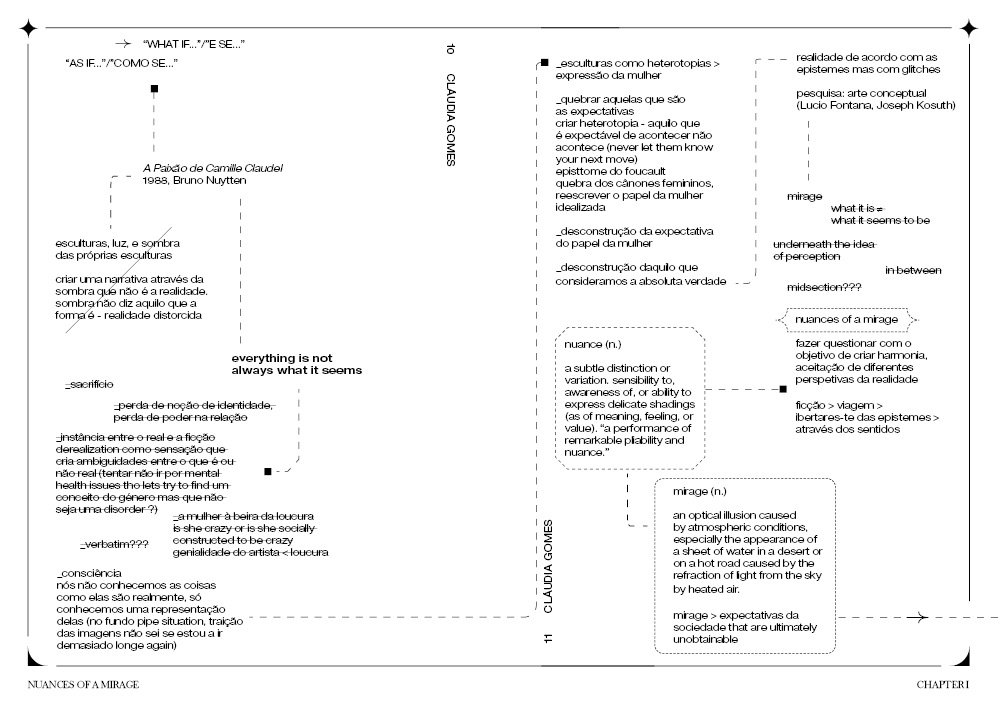 "WHAT IF..."/"E SE..."
"AS IF..."/"COMO SE..."
A Paixão de Camille Claudel
1988, Bruno Nuytten
esculturas, luz, e sombra
das próprias esculturas
criar uma narrativa através da
sombra que não é a realidade.
sombra não diz aquilo que a
forma é - realidade distorcida
everything is not
always what it seems
_sacrifício
_perda de noção de identidade,
perda de poder na relação
_instância entre o real e a ficção
derealization como sensação que
cria ambiguidades entre o que é ou
não real (tentar não ir por mental
health issues tho lets try to find um
conceito do género mas que não
seja uma disorder ?)
_a mulher à beira da loucura
is she crazy or is she socially
constructed to be crazy
genialidade do artista < loucura
_verbatim???
_consciência
nós não conhecemos as coisas
como elas são realmente, só
conhecemos uma representação
delas (no fundo pipe situation, traição
das imagens não sei se estou a ir
demasiado longe again)
10 CLÁUDIA GOMES
_esculturas como heterotopias >
expressão da mulher
_quebrar aquelas que são
as expectativas
criar heterotopia - aquilo que
é expectável de acontecer não
acontece (never let them know
your next move)
episttome do foucault
quebra dos cânones femininos,
reescrever o papel da mulher
idealizada
_desconstrução da expectativa
do papel da mulher
_desconstrução daquilo que
consideramos a absoluta verdade
realidade de acordo com as
epistemes mas com glitches
pesquisa: arte conceptual
(Lucio Fontana, Joseph Kosuth)
mirage
what it is ≠
what it seems to be
underneath the idea
of perception
in between
midsection???
nuances of a mirage
fazer questionar com o
objetivo de criar harmonia,
aceitação de diferentes
perspetivas da realidade
ficção > viagem >
ibertares-te das epistemes >
através dos sentidos
nuance (n.)
a subtle distinction or
variation. sensibility to,
awareness of, or ability to
express delicate shadings
(as of meaning, feeling, or
value). "a performance of
remarkable pliability and
nuance."
mirage (n.)
an optical illusion caused
by atmospheric conditions,
especially the appearance of
a sheet of water in a desert or
on a hot road caused by the
refraction of light from the sky
by heated air.
mirage > expectativas da
sociedade that are ultimately
unobtainable
11 CLÁUDIA GOMES
NUANCES OF A MIRAGE
CHAPTER I